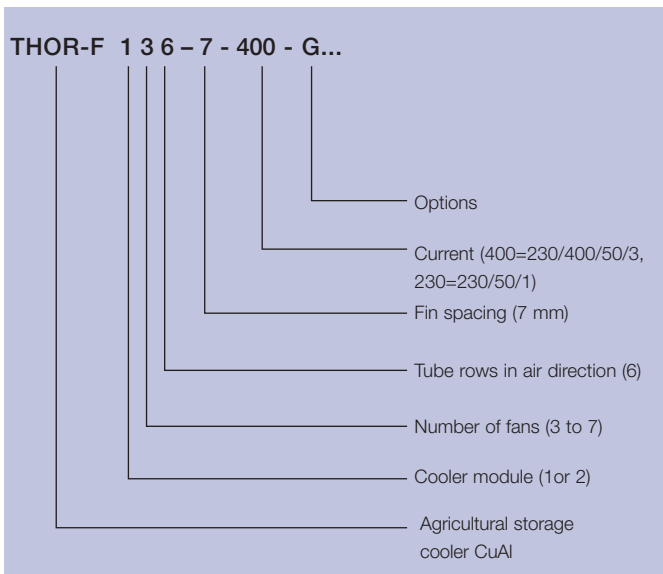 THOR-F 1 3 6 – 7 - 400 - G...
Options
Current (400=230/400/50/3,
230=230/50/1)
Fin spacing (7 mm)
Tube rows in air direction (6)
Number of fans (3 to 7)
Cooler module (1or 2)
Agricultural storage
cooler CuAl